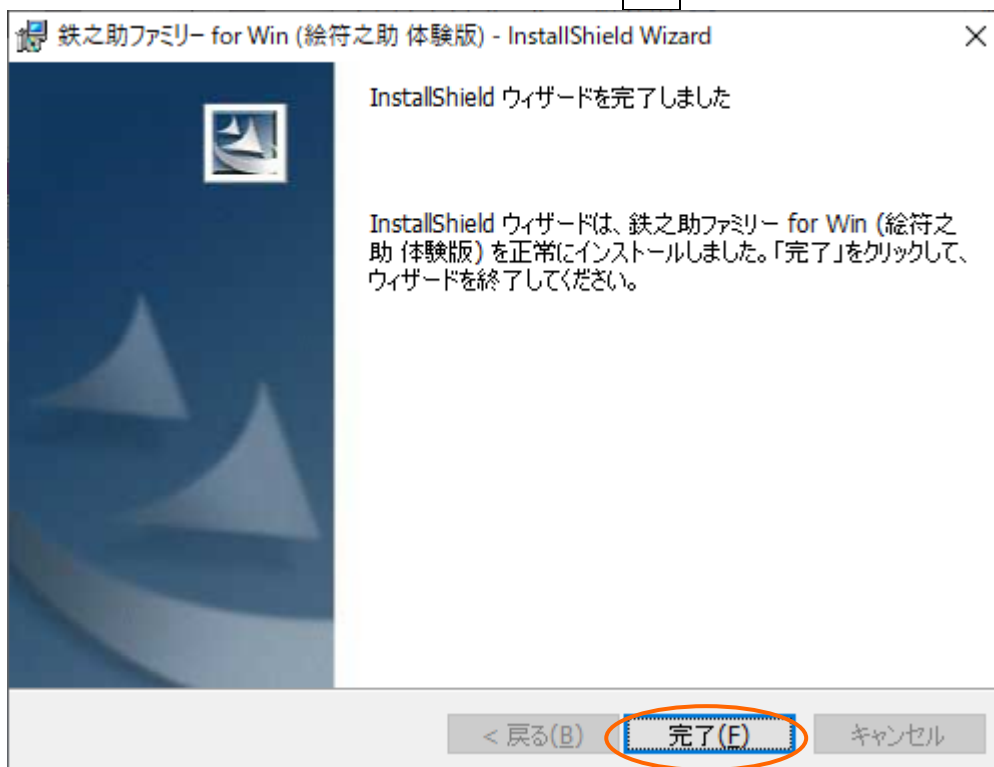 鉄之助ファミリー for Win (絵符之助 体験版) - InstallShield Wizard
InstallShield ウィザードを完了しました
InstallShield ウィザードは、鉄之助ファミリー for Win (絵符之
助 体験版) を正常にインストールしました。「完了」をクリックして、
ウィザードを終了してください。
< 戻る(B) 完了(F) キャンセル